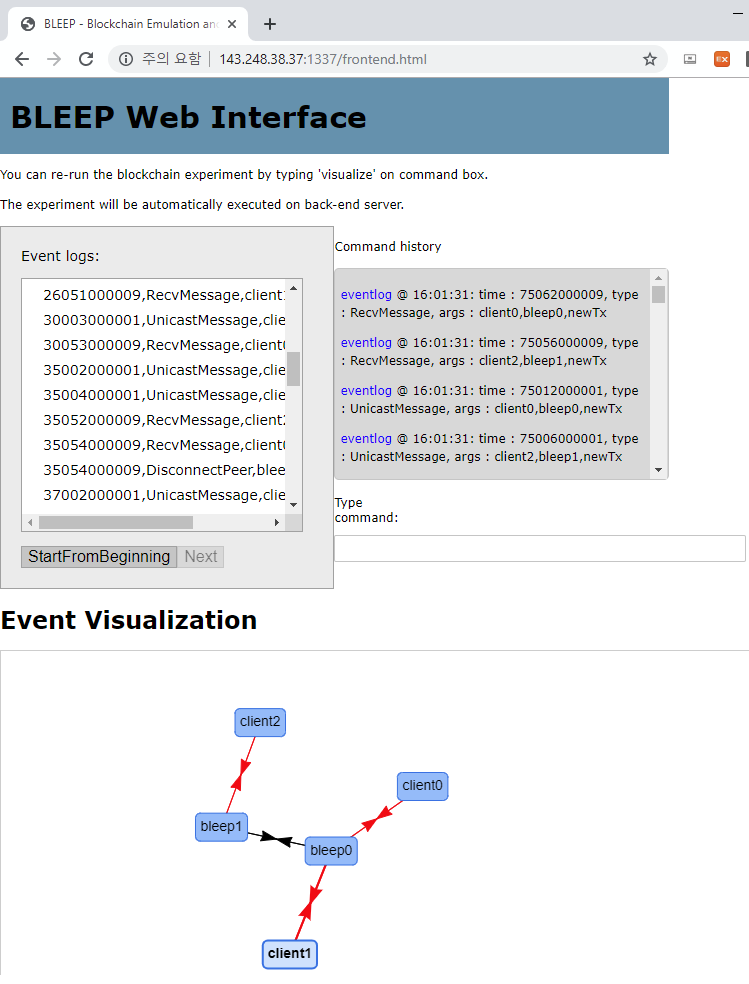 BLEEP - Blockchain Emulation an
주의 요함 | 143.248.38.37:1337/frontend.html
BLEEP Web Interface
You can re-run the blockchain experiment by typing 'visualize' on command box.
The experiment will be automatically executed on back-end server.
Event logs:
26051000009,RecvMessage,client1
30003000001,UnicastMessage,clie
30053000009,RecvMessage,client0
35002000001,UnicastMessage,clie
35004000001,UnicastMessage,clie
35052000009,RecvMessage,client2
35054000009,RecvMessage,client0
35054000009,DisconnectPeer,blee
37002000001,UnicastMessage,clie
StartFromBeginning Next
Command history
eventlog @ 16:01:31: time : 75062000009, type
: RecvMessage, args : client0,bleep0,newTx
eventlog @ 16:01:31: time : 75056000009, type
: RecvMessage, args : client2,bleep1,newTx
eventlog @ 16:01:31: time : 75012000001, type
: UnicastMessage, args : client0,bleep0,newTx
eventlog @ 16:01:31: time : 75006000001, type
: UnicastMessage, args : client2,bleep1,newTx
Type
command:
Event Visualization
client2
client0
bleep1
bleep0
client1